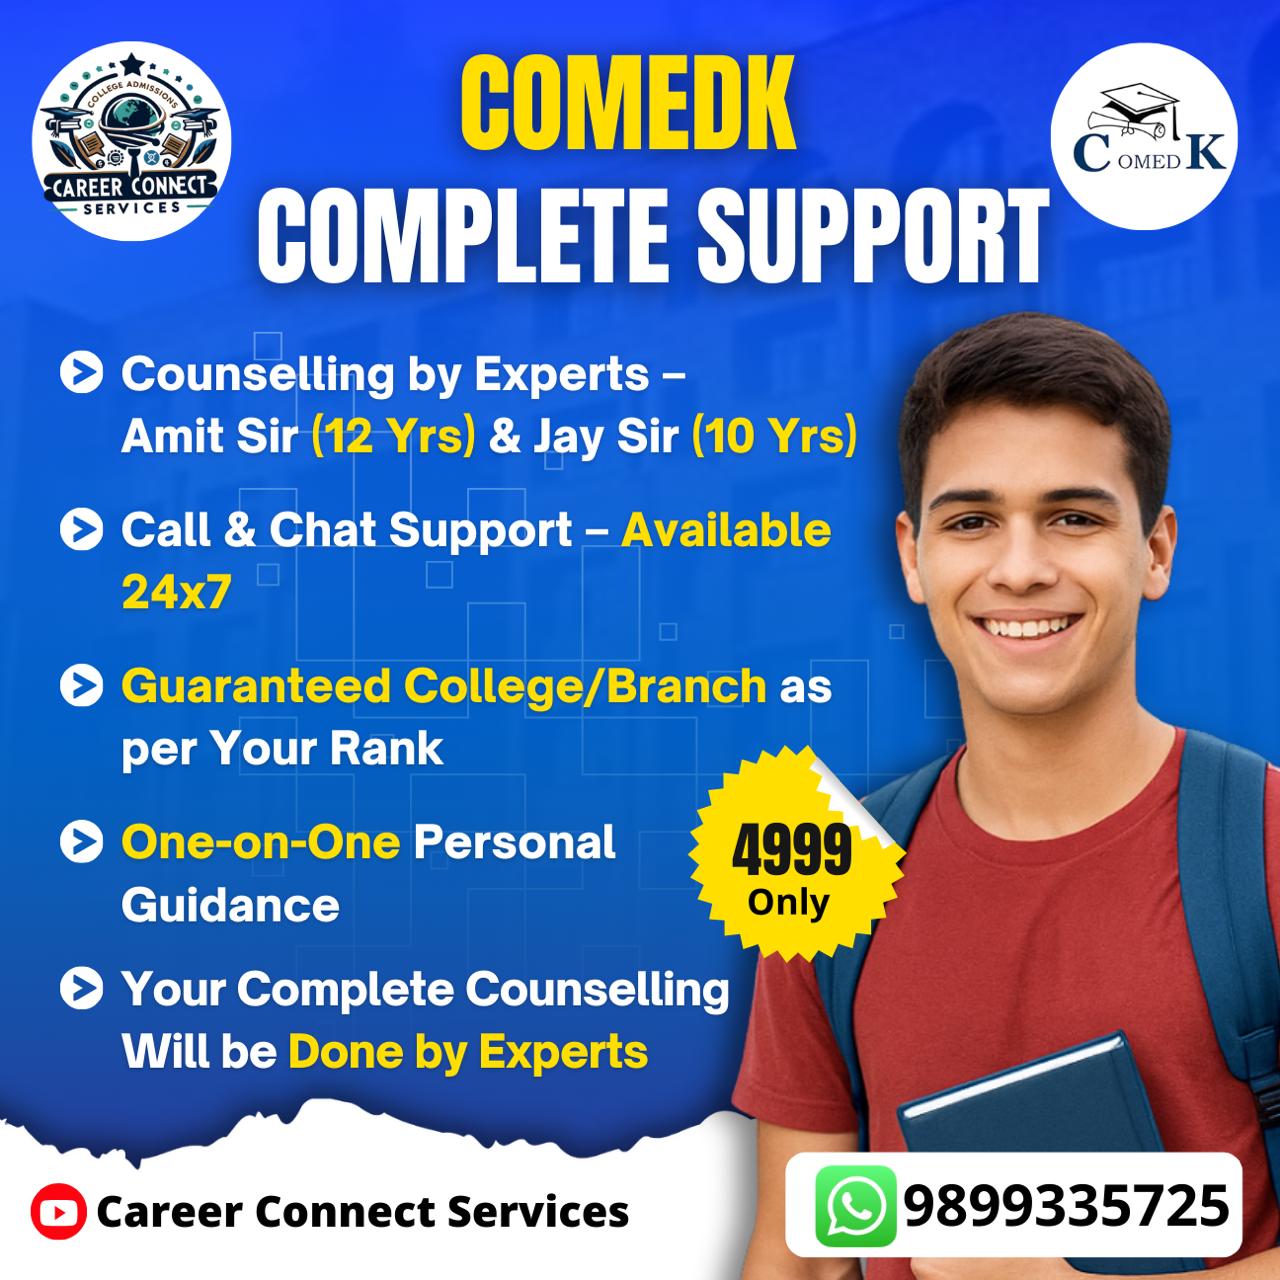 COLLEGE ADMISSIONS
CAREER CONNECT
SERVICES
COMEDK
COMPLETE SUPPORT
COMEDK
Counselling by Experts –
Amit Sir (12 Yrs) & Jay Sir (10 Yrs)
Call & Chat Support – Available
24x7
Guaranteed College/Branch as
per Your Rank
One-on-One Personal
Guidance
4999
Only
Your Complete Counselling
Will be Done by Experts
Career Connect Services
9899335725